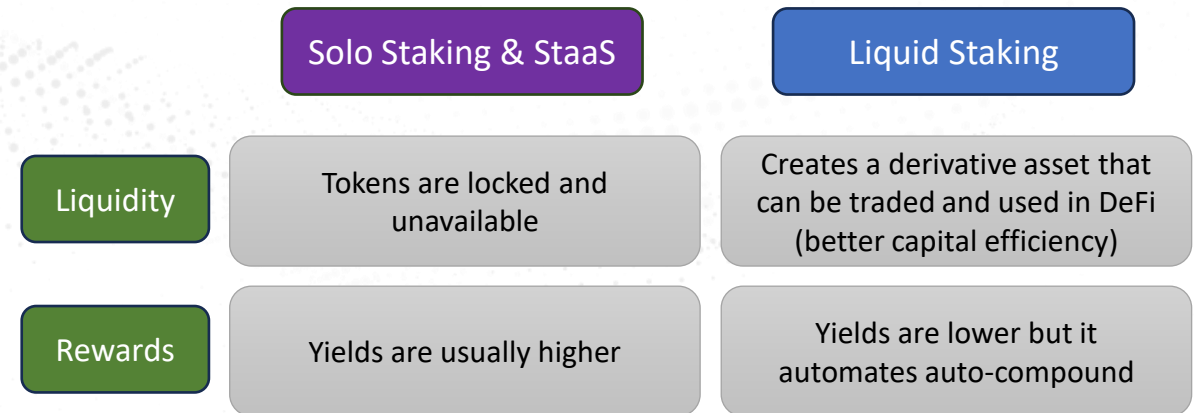 Solo Staking & StaaS
Liquid Staking
Liquidity
Tokens are locked and
unavailable
Creates a derivative asset that
can be traded and used in DeFi
(better capital efficiency)
Rewards
Yields are usually higher
Yields are lower but it
automates auto-compound